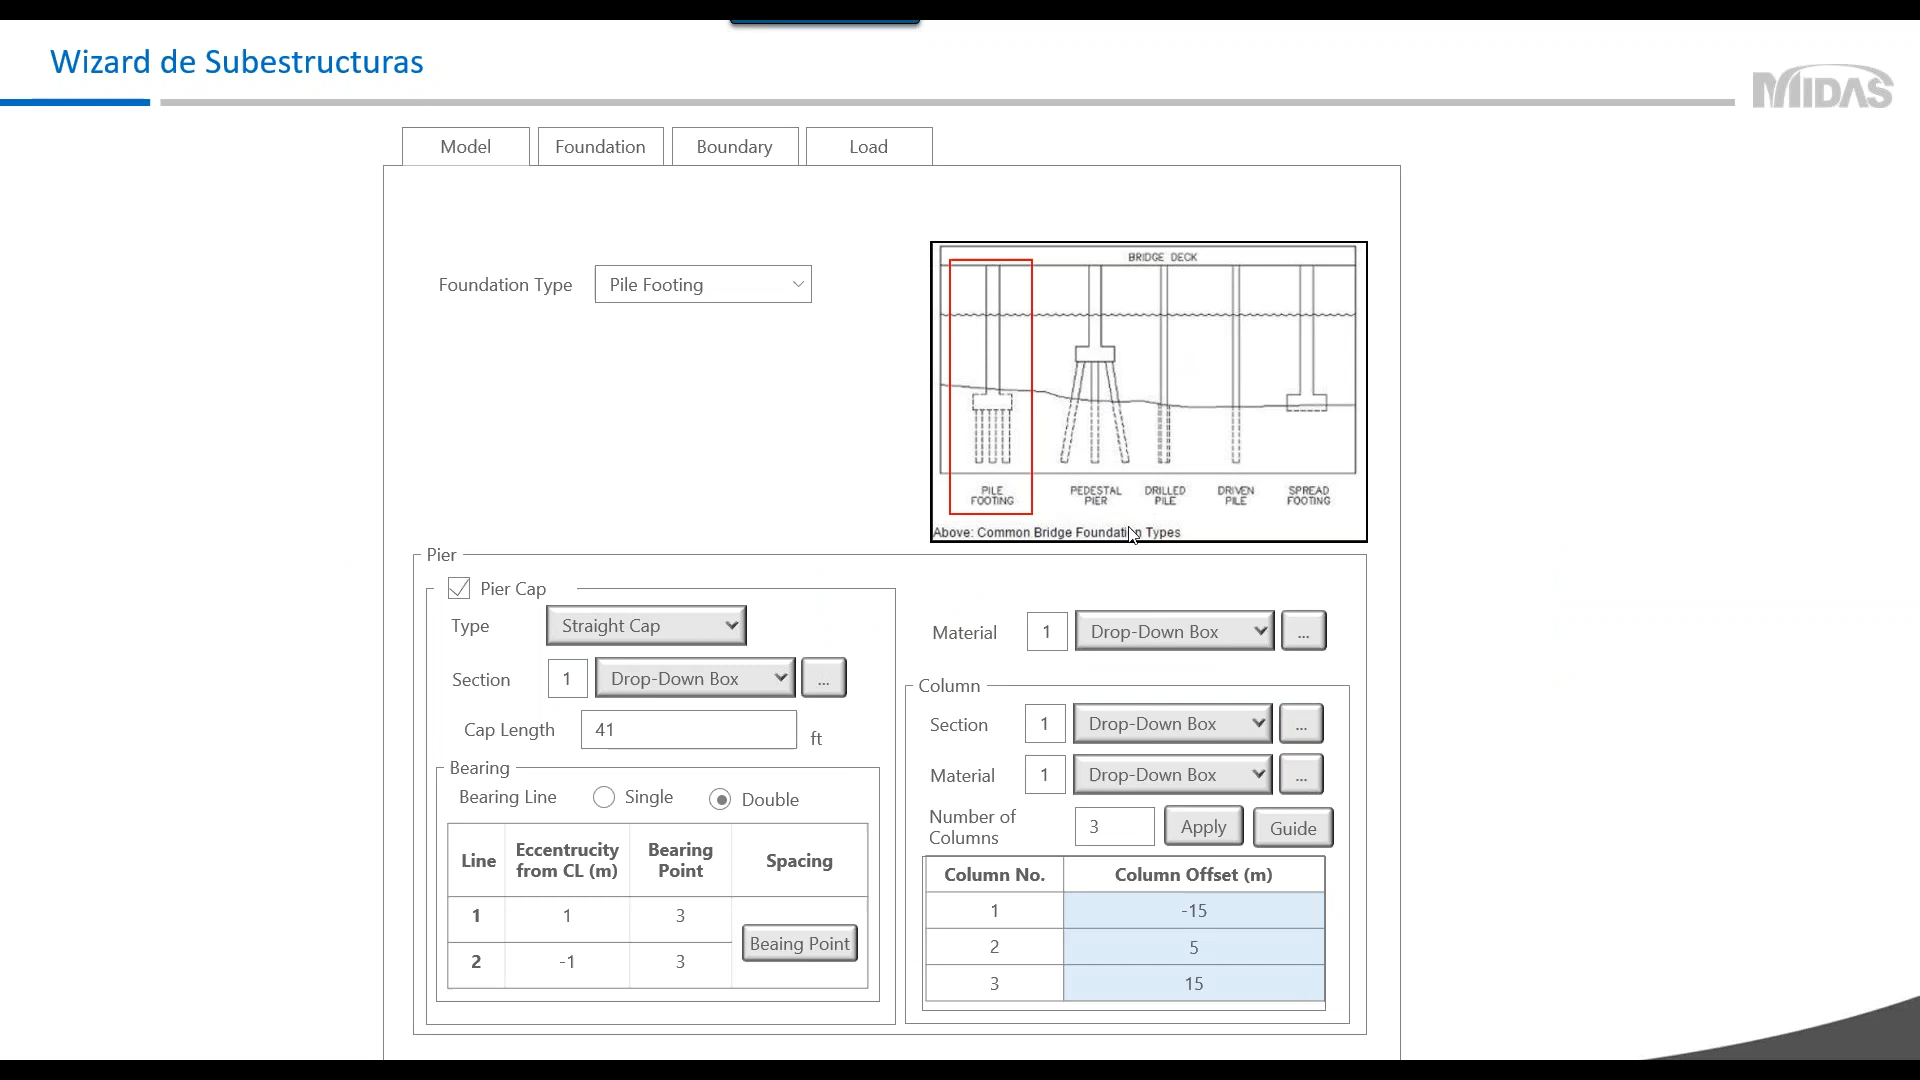 Wizard de Subestructuras
MIDAS
Model Foundation Boundary Load
Foundation Type Pile Footing
BRIDGE DECK
PILE FOOTING
PEDESTAL PIER
DRILLED PILE
DRIVEN PILE
SPREAD FOOTING
Above: Common Bridge Foundation Types
Pier
Pier Cap
Type Straight Cap
Section 1 Drop-Down Box ...
Cap Length 41 ft
Bearing
Bearing Line Single Double
Line Eccentrucity from CL (m) Bearing Point Spacing
1 1 3
2 -1 3
Beaing Point
Material 1 Drop-Down Box ...
Column
Section 1 Drop-Down Box ...
Material 1 Drop-Down Box ...
Number of Columns 3 Apply Guide
Column No. Column Offset (m)
1 -15
2 5
3 15